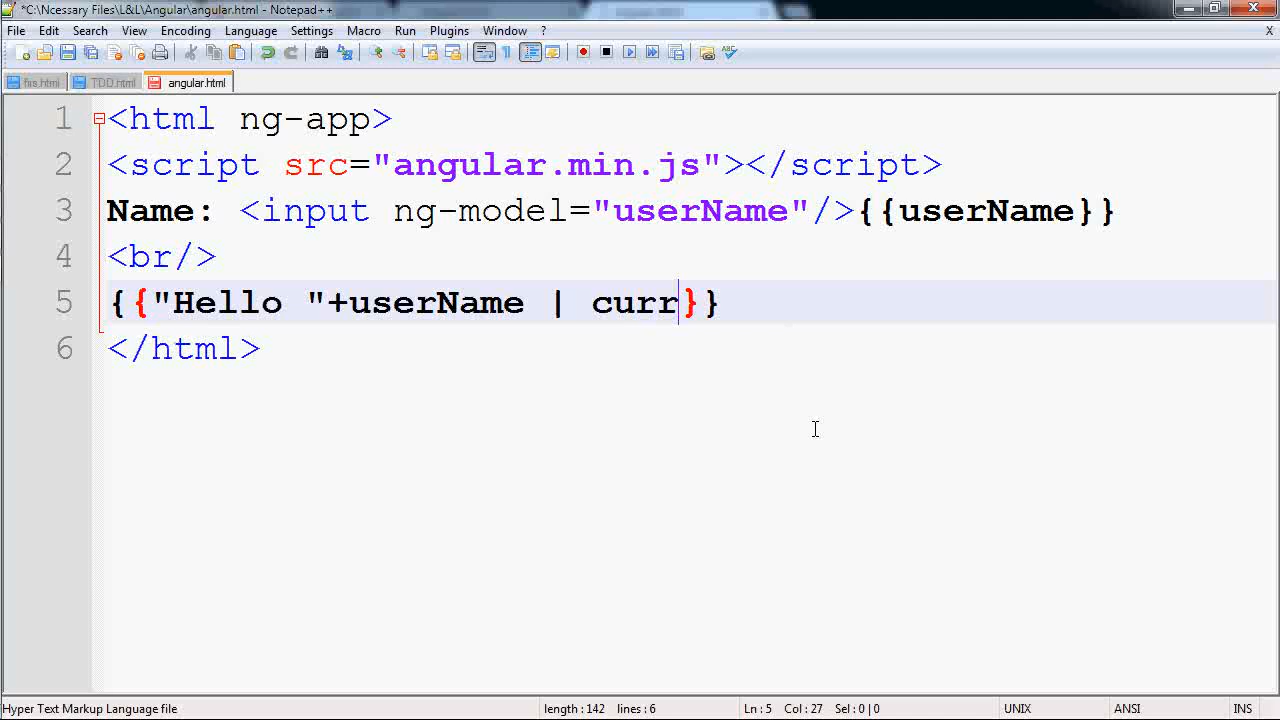 *C:\Ncessary Files\L&L\Angular\angular.html - Notepad++
File Edit Search View Encoding Language Settings Macro Run Plugins Window ? X
firs.html TDD.html angular.html
1 <html ng-app>
2 <script src="angular.min.js"></script>
3 Name: <input ng-model="userName"/>{{userName}}
4 <br/>
5 {{"Hello "+userName | curr}}
6 </html>
Hyper Text Markup Language file length : 142 lines : 6 Ln : 5 Col : 27 Sel : 0 | 0 UNIX ANSI INS